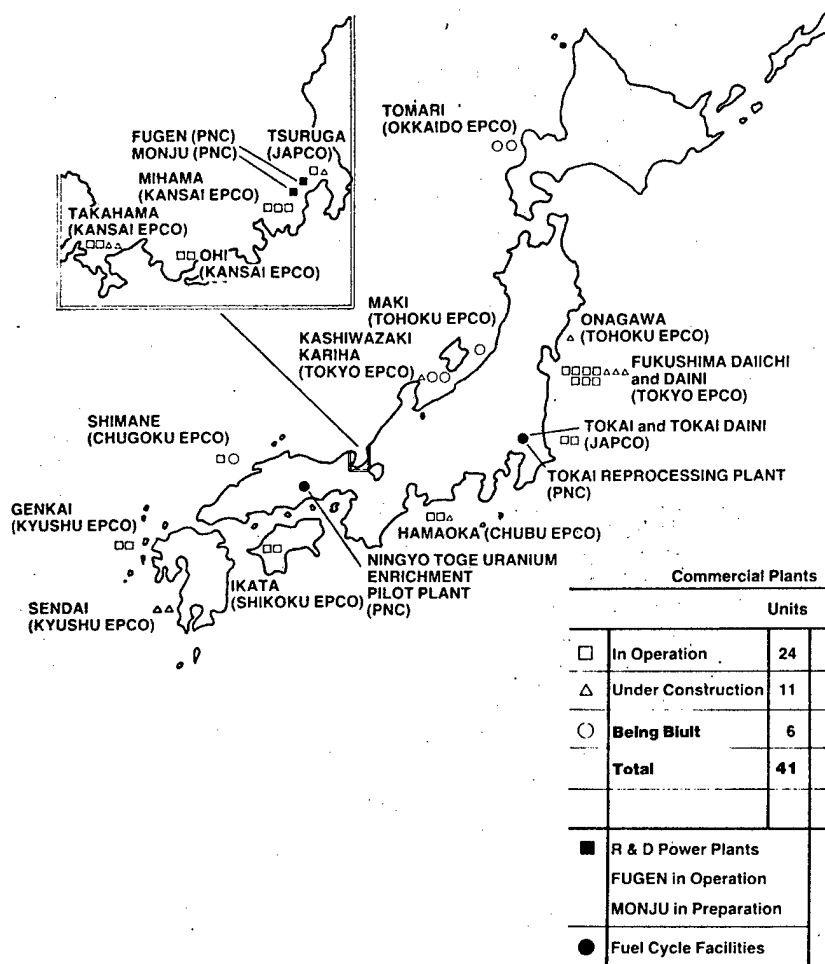 TOMARI
(OKKAIDO EPCO)
FUGEN (PNC)
MONJU (PNC)
TSURUGA
(JAPCO)
MIHAMA
(KANSAI EPCO)
TAKAHAMA
(KANSAI EPCO)
OHI
(KANSAI EPCO)
MAKI
(TOHOKU EPCO)
KASHIWAZAKI
KARIHA
(TOKYO EPCO)
ONAGAWA
(TOHOKU EPCO)
FUKUSHIMA DAIICHI
and DAINI
(TOKYO EPCO)
SHIMANE
(CHUGOKU EPCO)
TOKAI and TOKAI DAINI
(JAPCO)
TOKAI REPROCESSING PLANT
(PNC)
GENKAI
(KYUSHU EPCO)
HAMAOKA (CHUBU EPCO)
NINGYO TOGE URANIUM
ENRICHMENT
PILOT PLANT
(PNC)
IKATA
(SHIKOKU EPCO)
SENDAI
(KYUSHU EPCO)
Commercial Plants
Units
In Operation 24
Under Construction 11
Being Biult 6
Total 41
R & D Power Plants
FUGEN in Operation
MONJU in Preparation
Fuel Cycle Facilities